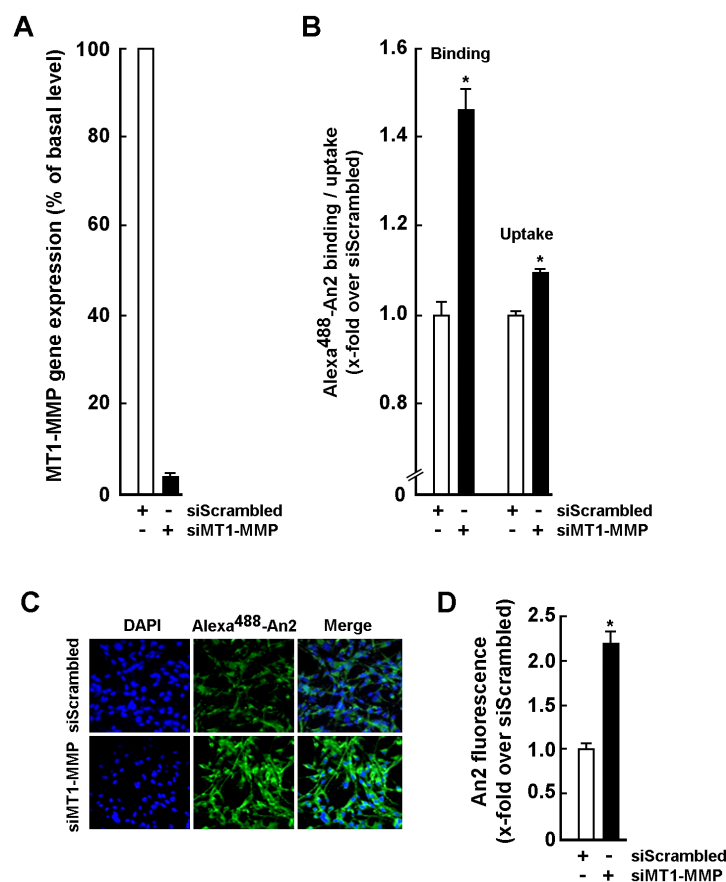 A
MT1-MMP gene expression (% of basal level)
100
80
60
40
20
0
+ - siScrambled
- + siMT1-MMP
B
Alexa488-An2 binding / uptake
(x-fold over siScrambled)
1.6
1.4
1.2
1.0
0.8
0
Binding
*
Uptake
*
+ - + - siScrambled
- + - + siMT1-MMP
C
DAPI Alexa488-An2 Merge
siScrambled
siMT1-MMP
D
An2 fluorescence
(x-fold over siScrambled)
2.5
2.0
1.0
0.5
0
*
+ - siScrambled
- + siMT1-MMP